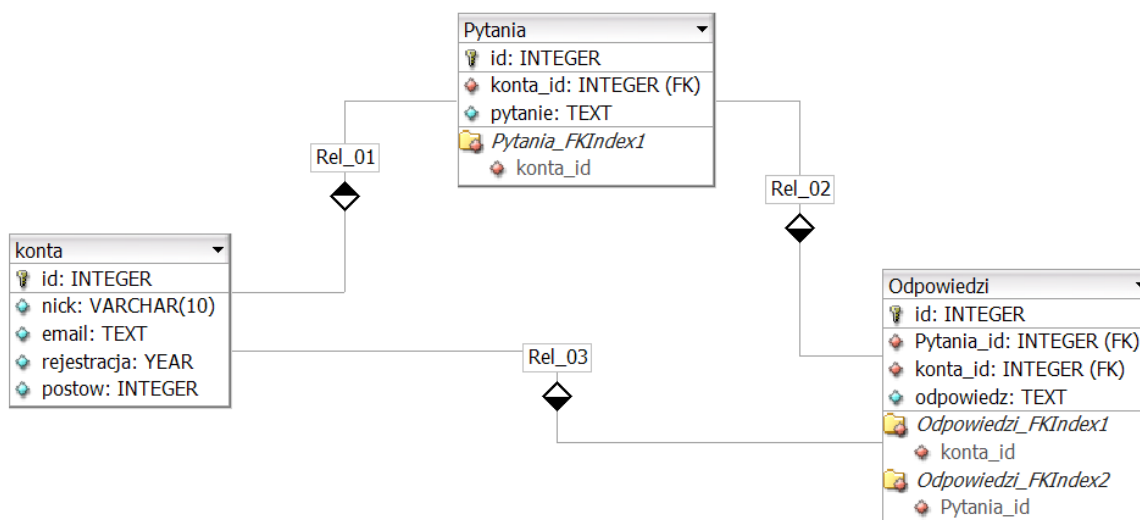 Pytania
id: INTEGER
konta_id: INTEGER (FK)
pytanie: TEXT
Pytania_FKIndex1
konta_id
Rel_01
Rel_02
konta
id: INTEGER
nick: VARCHAR(10)
email: TEXT
rejestracja: YEAR
postow: INTEGER
Rel_03
Odpowiedzi
id: INTEGER
Pytania_id: INTEGER (FK)
konta_id: INTEGER (FK)
odpowiedz: TEXT
Odpowiedzi_FKIndex1
konta_id
Odpowiedzi_FKIndex2
Pytania_id